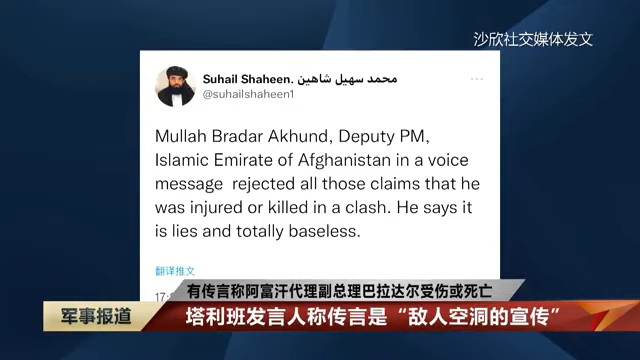 沙欣社交媒体发文
Suhail Shaheen. محمد سهیل شاهین
@suhailshaheen1
Mullah Bradar Akhund, Deputy PM,
Islamic Emirate of Afghanistan in a voice
message rejected all those claims that he
was injured or killed in a clash. He says it
is lies and totally baseless.
翻译推文
有传言称阿富汗代理副总理巴拉达尔受伤或死亡
军事报道
塔利班发言人称传言是“敌人空洞的宣传”